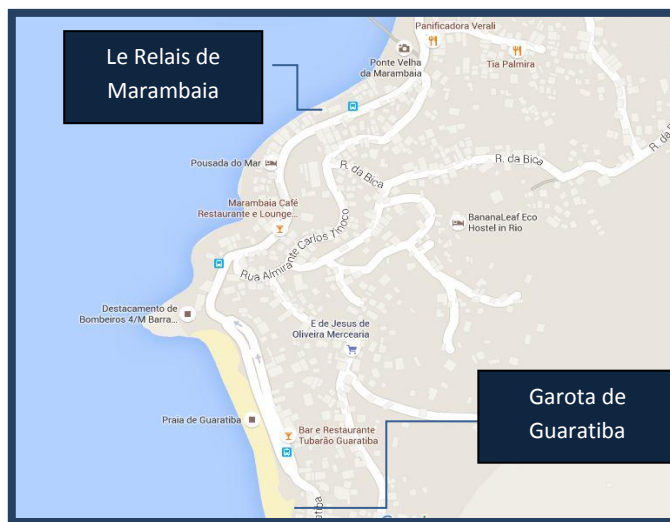 Le Relais de
Marambaia
Panificadora Verali
Ponte Velha
da Marambaia
Tia Palmira
R. da Bica
R. da Bica
Pousada do Mar
Marambaia Café
Restaurante e Lounge...
BananaLeaf Eco
Hostel in Rio
Rua Almirante Carlos Tinoco
Destacamento de
Bombeiros 4/M Barra...
E de Jesus de
Oliveira Mercearia
Garota de
Guaratiba
Praia de Guaratiba
Bar e Restaurante
Tubarão Guaratiba